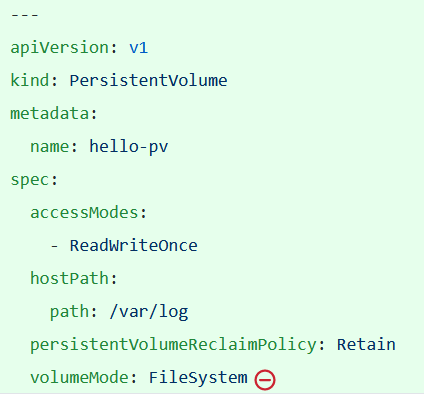 ---
apiVersion: v1
kind: PersistentVolume
metadata:
  name: hello-pv
spec:
  accessModes:
    - ReadWriteOnce
  hostPath:
    path: /var/log
  persistentVolumeReclaimPolicy: Retain
  volumeMode: FileSystem